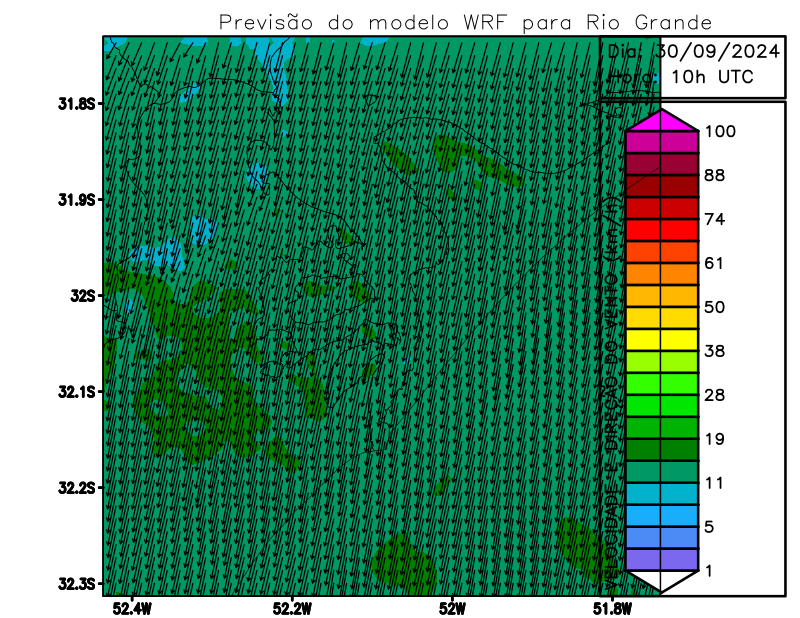 Previsão do modelo WRF para Rio Grande
Dia: 30/09/2024
Hora: 10h UTC
31.8S
31.9S
32S
32.1S
32.2S
32.3S
52.4W
52.2W
52W
51.8W
VELOCIDADE E DIREÇÃO DO VENTO (km/h)
100
88
74
61
50
38
28
19
11
5
1